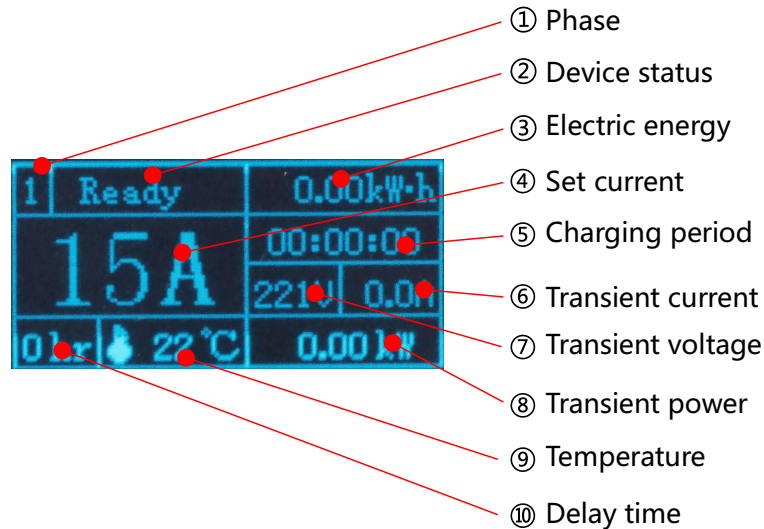 ① Phase
② Device status
③ Electric energy
④ Set current
⑤ Charging period
⑥ Transient current
⑦ Transient voltage
⑧ Transient power
⑨ Temperature
⑩ Delay time
1 Ready 0.00kW·h
15A 00:00:00
221V 0.0A
0hr 22°C 0.00kW